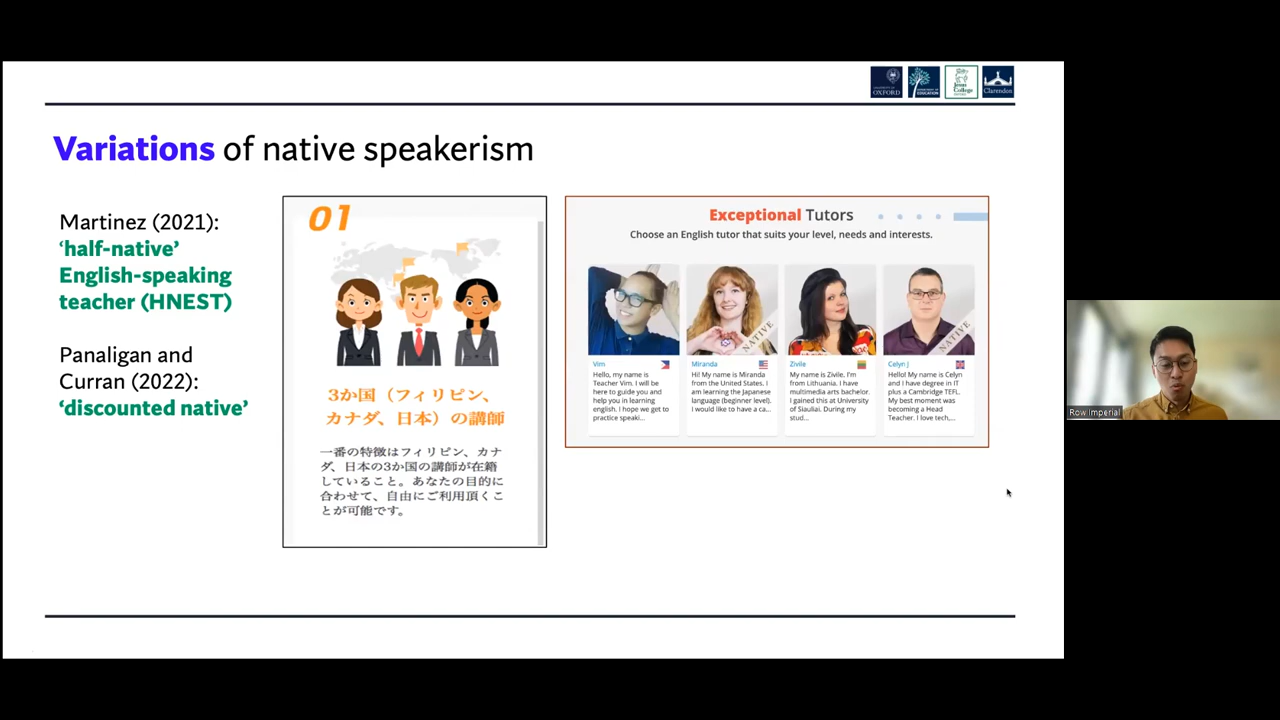 UNIVERSITY OF
OXFORD
DEPARTMENT OF
EDUCATION
Jesus
College
Clarendon
Variations of native speakerism
Martinez (2021):
‘half-native’
English-speaking
teacher (HNEST)
Panaligan and
Curran (2022):
‘discounted native’
01
3か国（フィリピン、
カナダ、日本）の講師
一番の特徴はフィリピン、カナ
ダ、日本の3か国の講師が在籍
していること。あなたの目的に
合わせて、自由にご利用頂くこ
とが可能です。
Exceptional Tutors
Choose an English tutor that suits your level, needs and interests.
Vim
Hello, my name is
Teacher Vim. I will be
here to guide you and
help you in learning
english. I hope we get to
practice speaki...
NATIVE
Miranda
Hi! My name is Miranda
from the United States. I
am learning the Japanese
language (beginner level).
I would like to have a ca...
Zivile
My name is Zivile, I'm
from Lithuania. I have
multimedia arts bachelor.
I gained this at University
of Siauliai. During my
stud...
NATIVE
Celyn J
Hello! My name is Celyn
and I have degree in IT
plus a Cambridge TEFL.
My best moment was
becoming a Head
Teacher. I love tech,...
Row Imperial